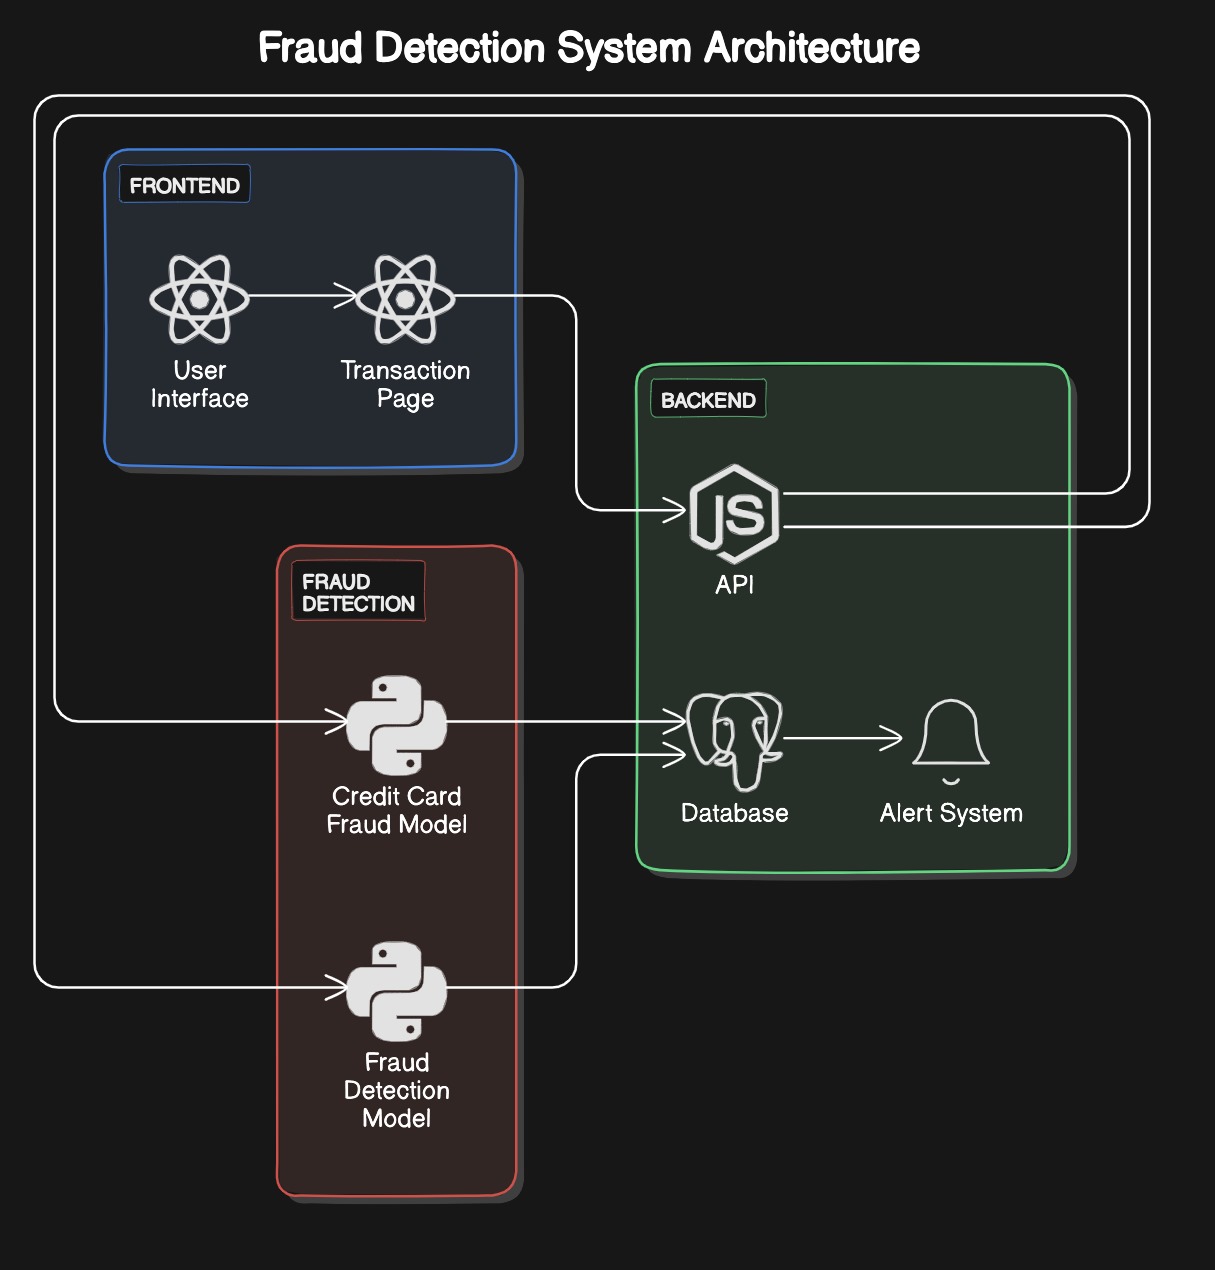 Fraud Detection System Architecture
FRONTEND
User
Interface
Transaction
Page
BACKEND
JS
API
FRAUD
DETECTION
Credit Card
Fraud Model
Database
Alert System
Fraud
Detection
Model